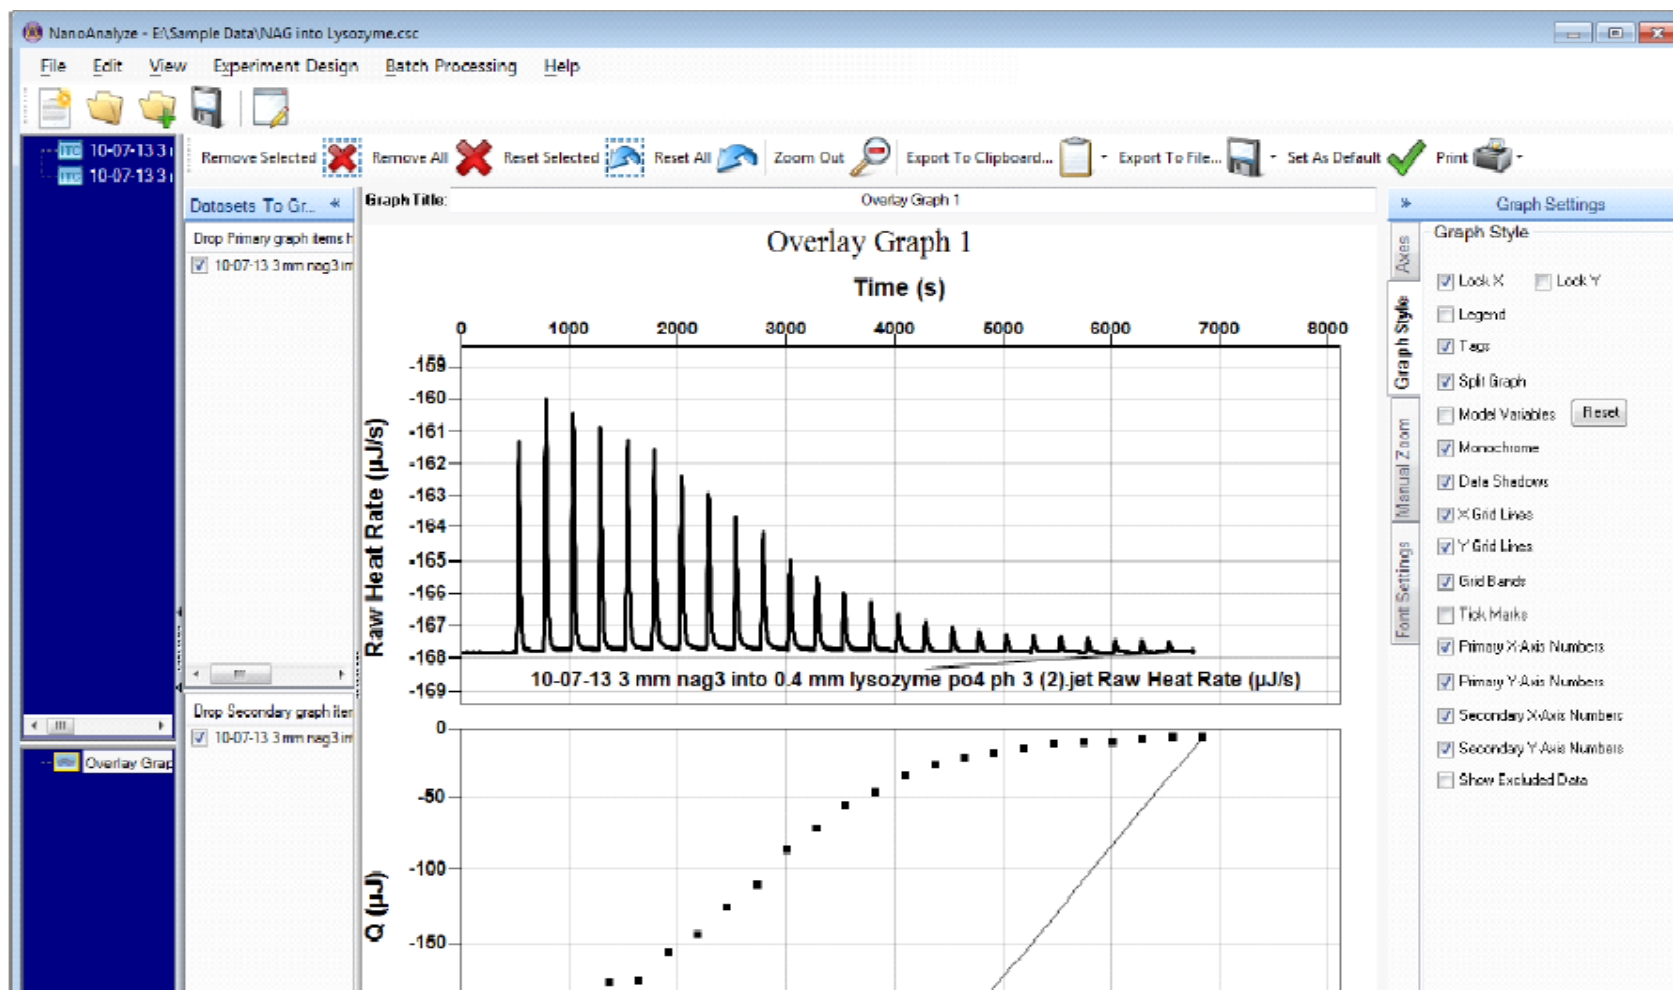 NanoAnalyze - E:\Sample Data\NAG into Lysozyme.csc
File Edit View Experiment Design Batch Processing Help
ITC 10-07-13 3
ITC 10-07-13 3
Remove Selected Remove All Reset Selected Reset All Zoom Out Export To Clipboard... Export To File... Set As Default Print
Datasets To Gr...
Graph Title: Overlay Graph 1
Graph Settings
Drop Primary graph items h
10-07-13 3 mm nag3 in
Overlay Graph 1
Time (s)
0 1000 2000 3000 4000 5000 6000 7000 8000
Raw Heat Rate (µJ/s)
-159
-160
-161
-162
-163
-164
-165
-166
-167
-168
-169
10-07-13 3 mm nag3 into 0.4 mm lysozyme po4 ph 3 (2).jet Raw Heat Rate (µJ/s)
Drop Secondary graph iter
10-07-13 3 mm nag3 in
Overlay Grap
Q (µJ)
0
-50
-100
-150
Axes
Graph Style
Manual Zoom
Font Settings
Graph Style
Lock X Lock Y
Legend
Tags
Split Graph
Model Variables Reset
Monochrome
Data Shadows
X Grid Lines
Y Grid Lines
Grid Bands
Tick Marks
Primary X-Axis Numbers
Primary Y-Axis Numbers
Secondary X-Axis Numbers
Secondary Y-Axis Numbers
Show Excluded Data